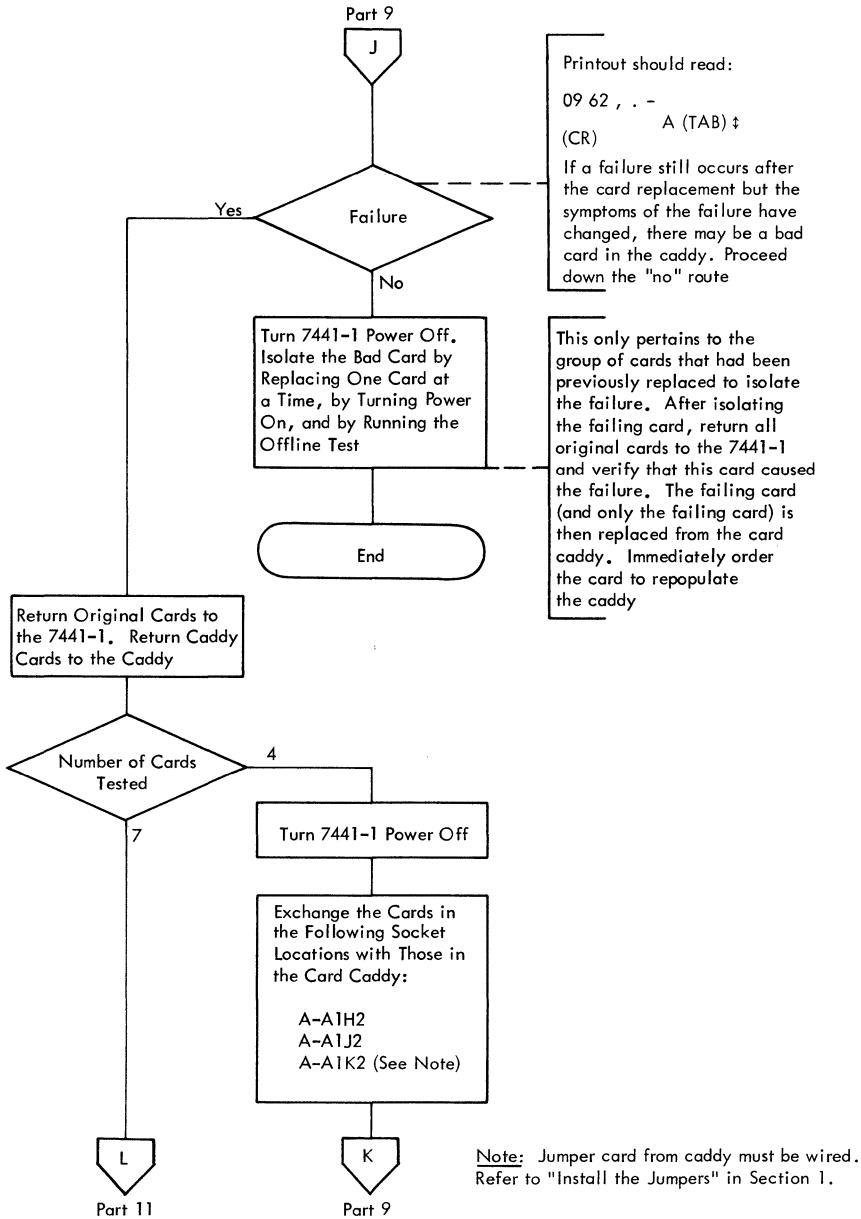 Part 9
J
Printout should read:
09 62 , . -
A (TAB) ↕
(CR)
If a failure still occurs after
the card replacement but the
symptoms of the failure have
changed, there may be a bad
card in the caddy. Proceed
down the "no" route
Yes
Failure
No
Turn 7441-1 Power Off.
Isolate the Bad Card by
Replacing One Card at
a Time, by Turning Power
On, and by Running the
Offline Test
This only pertains to the
group of cards that had been
previously replaced to isolate
the failure. After isolating
the failing card, return all
original cards to the 7441-1
and verify that this card caused
the failure. The failing card
(and only the failing card) is
then replaced from the card
caddy. Immediately order
the card to repopulate
the caddy
End
Return Original Cards to
the 7441-1. Return Caddy
Cards to the Caddy
Number of Cards
Tested
4
7
Turn 7441-1 Power Off
Exchange the Cards in
the Following Socket
Locations with Those in
the Card Caddy:
A-A1H2
A-A1J2
A-A1K2 (See Note)
L
Part 11
K
Part 9
Note: Jumper card from caddy must be wired.
Refer to "Install the Jumpers" in Section 1.